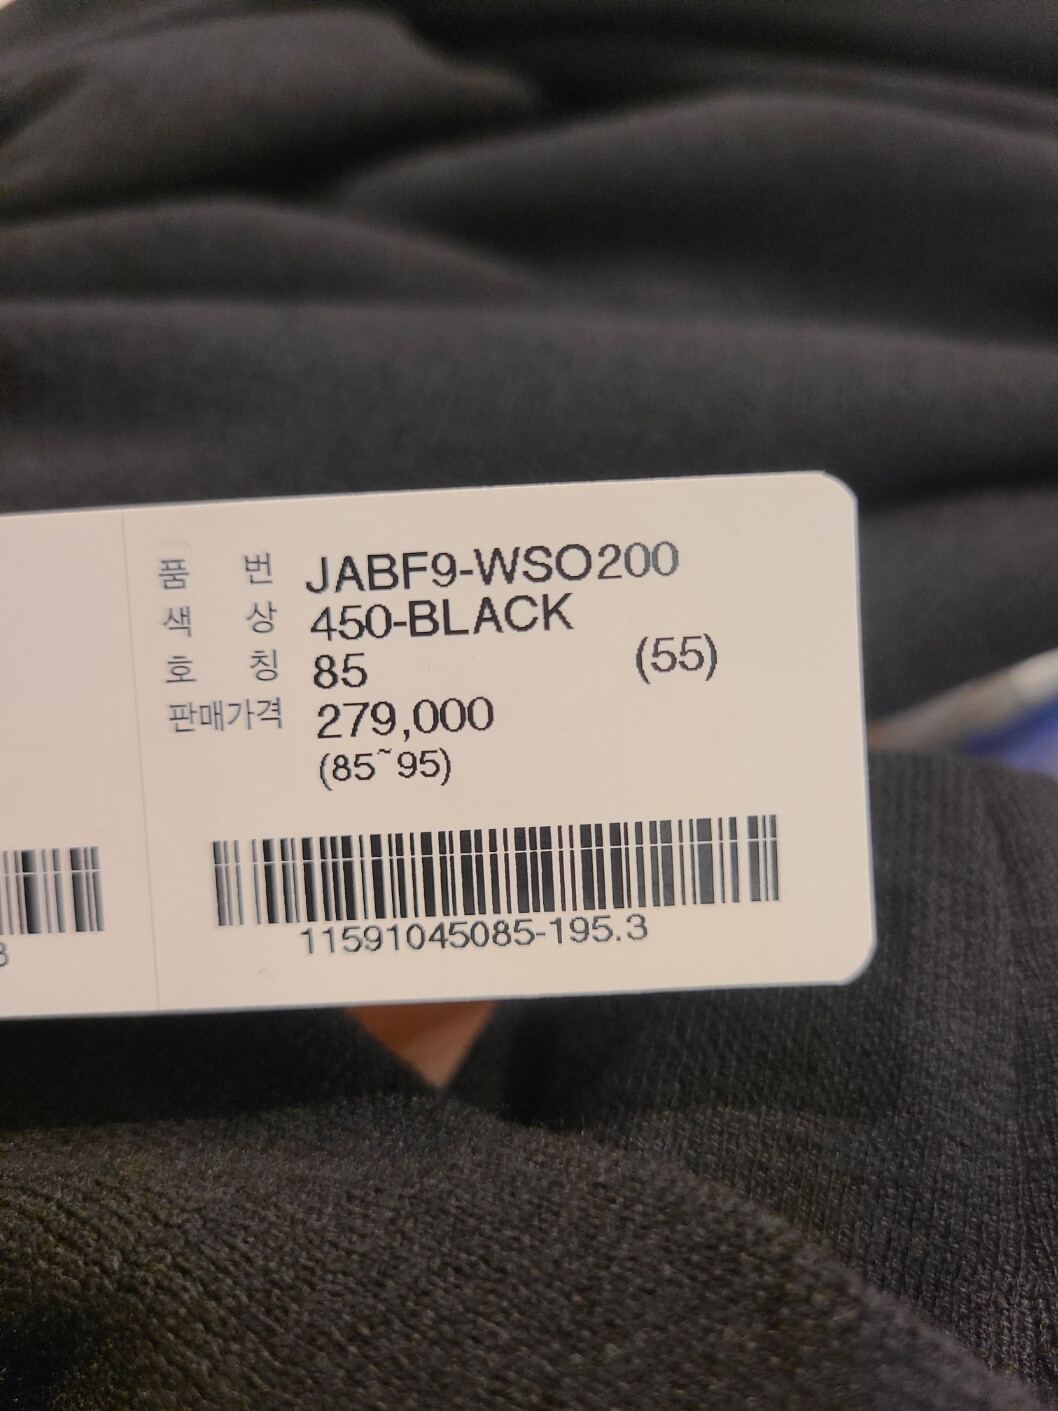 품 번 JABF9-WSO200
색 상 450-BLACK
호 칭 85 (55)
판매가격 279,000
(85~95)
11591045085-195.3
3